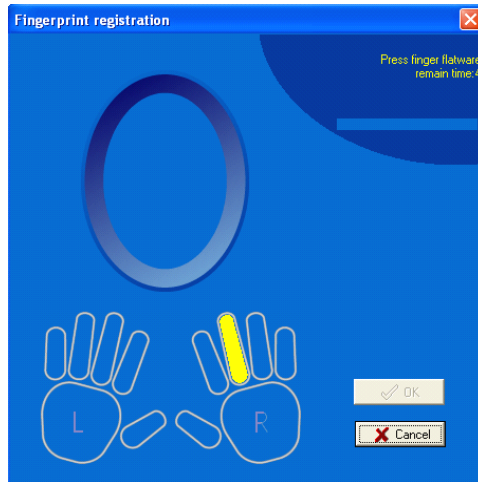 Fingerprint registration
Press finger flatware
remain time:4
L
R
OK
Cancel